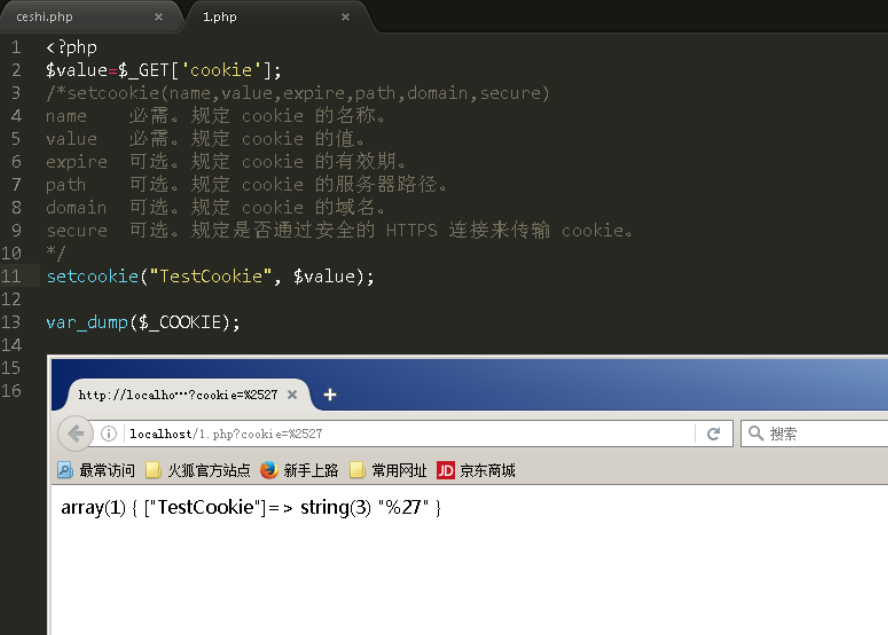 ceshi.php × 1.php ×
1 <?php
2 $value=$_GET['cookie'];
3 /*setcookie(name,value,expire,path,domain,secure)
4 name 必需。规定 cookie 的名称。
5 value 必需。规定 cookie 的值。
6 expire 可选。规定 cookie 的有效期。
7 path 可选。规定 cookie 的服务器路径。
8 domain 可选。规定 cookie 的域名。
9 secure 可选。规定是否通过安全的 HTTPS 连接来传输 cookie。
10 */
11 setcookie("TestCookie", $value);
12
13 var_dump($_COOKIE);
14
15
16
http://localho…?cookie=%2527 × +
localhost/1.php?cookie=%2527 搜索
最常访问 火狐官方站点 新手上路 常用网址 JD 京东商城
array(1) { ["TestCookie"]=> string(3) "%27" }